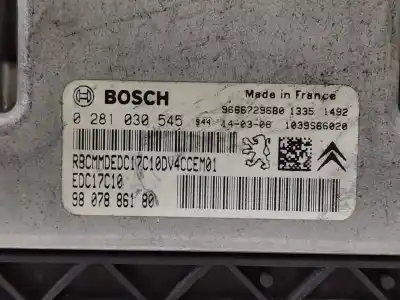 BOSCH
Made in France
9666729680 1335 1492
0 281 030 545 944 14-03-08 1039S66020
RBCMMDEDC17C10DV4CCEM01
EDC17C10
98 078 861 80